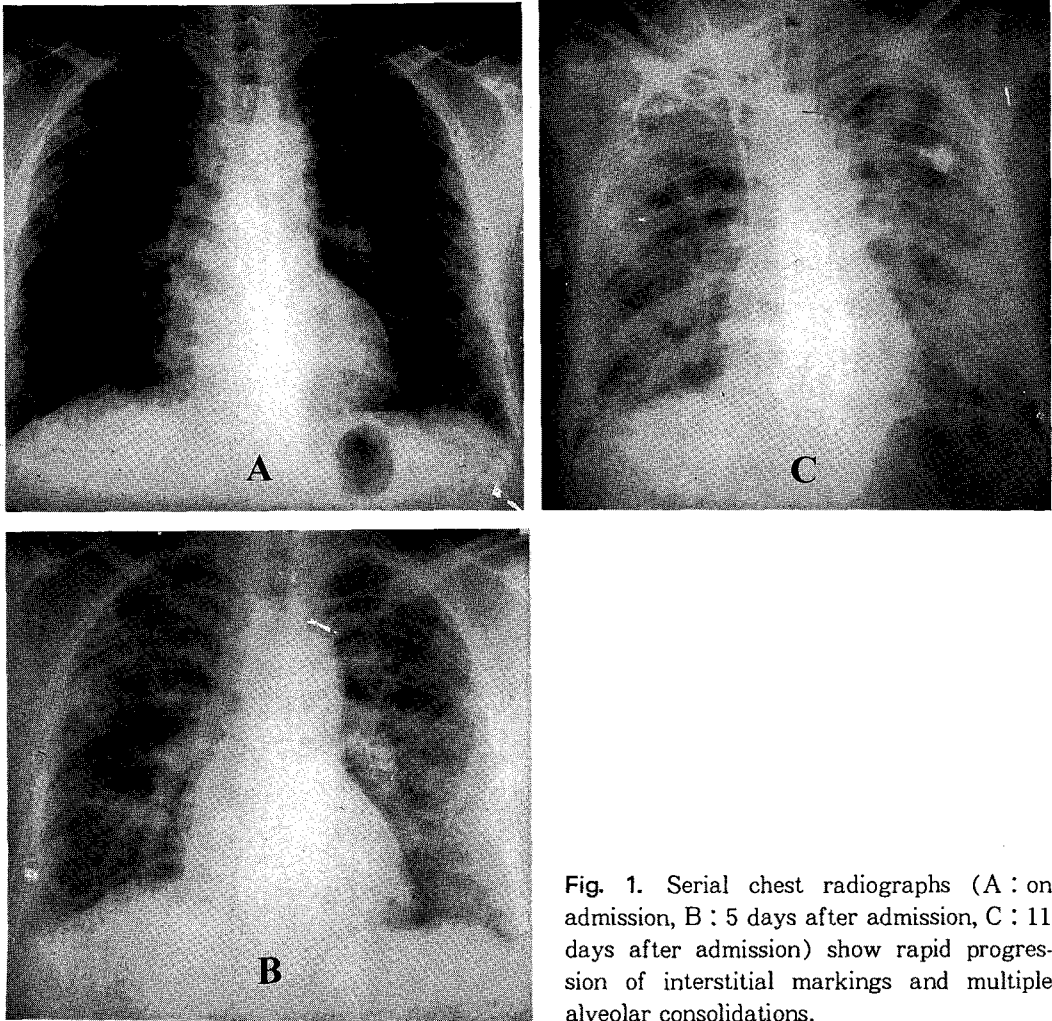 A
C
B
Fig. 1. Serial chest radiographs (A : on
admission, B : 5 days after admission, C : 11
days after admission) show rapid progres-
sion of interstitial markings and multiple
alveolar consolidations.